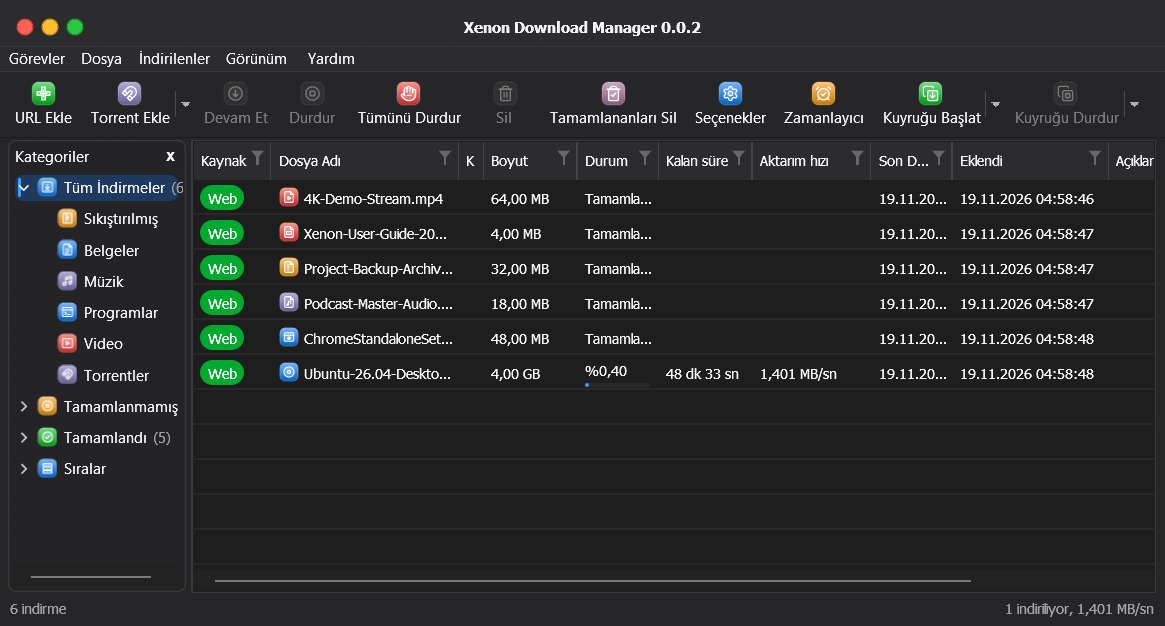 Xenon Download Manager 0.0.2
Görevler Dosya İndirilenler Görünüm Yardım
URL Ekle Torrent Ekle Devam Et Durdur Tümünü Durdur Sil Tamamlananları Sil Seçenekler Zamanlayıcı Kuyruğu Başlat Kuyruğu Durdur
Kategoriler x
Tüm İndirmeler (6
Sıkıştırılmış
Belgeler
Müzik
Programlar
Video
Torrentler
Tamamlanmamış
Tamamlandı (5)
Sıralar
Kaynak Dosya Adı K Boyut Durum Kalan süre Aktarım hızı Son D... Eklendi Açıklar
Web 4K-Demo-Stream.mp4 64,00 MB Tamamla... 19.11.20... 19.11.2026 04:58:46
Web Xenon-User-Guide-20... 4,00 MB Tamamla... 19.11.20... 19.11.2026 04:58:47
Web Project-Backup-Archiv... 32,00 MB Tamamla... 19.11.20... 19.11.2026 04:58:47
Web Podcast-Master-Audio.... 18,00 MB Tamamla... 19.11.20... 19.11.2026 04:58:47
Web ChromeStandaloneSet... 48,00 MB Tamamla... 19.11.20... 19.11.2026 04:58:48
Web Ubuntu-26.04-Deskto... 4,00 GB %0,40 48 dk 33 sn 1,401 MB/sn 19.11.20... 19.11.2026 04:58:48
6 indirme
1 indiriliyor, 1,401 MB/sn